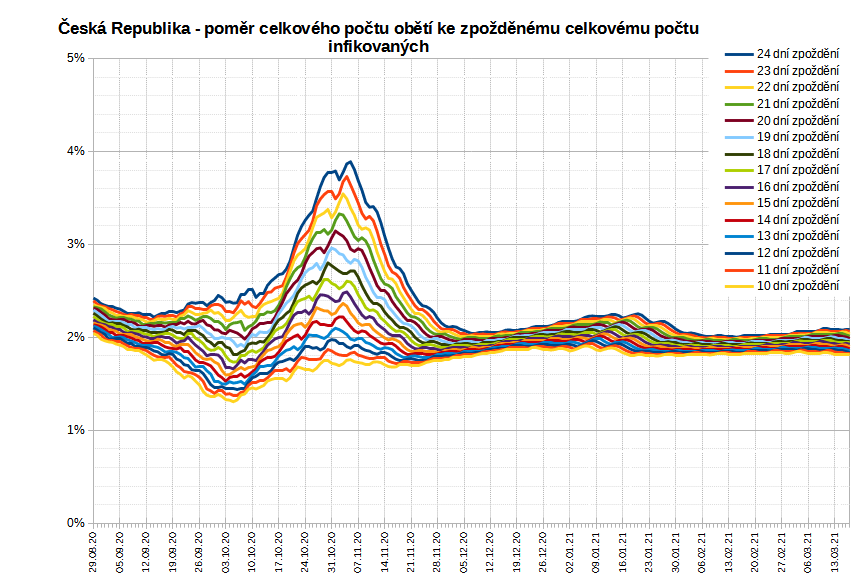 Česká Republika - poměr celkového počtu obětí ke zpožděnému celkovému počtu
infikovaných
5%
4%
3%
2%
1%
0%
24 dní zpoždění
23 dní zpoždění
22 dní zpoždění
21 dní zpoždění
20 dní zpoždění
19 dní zpoždění
18 dní zpoždění
17 dní zpoždění
16 dní zpoždění
15 dní zpoždění
14 dní zpoždění
13 dní zpoždění
12 dní zpoždění
11 dní zpoždění
10 dní zpoždění
29.08.20
05.09.20
12.09.20
19.09.20
26.09.20
03.10.20
10.10.20
17.10.20
24.10.20
31.10.20
07.11.20
14.11.20
21.11.20
28.11.20
05.12.20
12.12.20
19.12.20
26.12.20
02.01.21
09.01.21
16.01.21
23.01.21
30.01.21
06.02.21
13.02.21
20.02.21
27.02.21
06.03.21
13.03.21